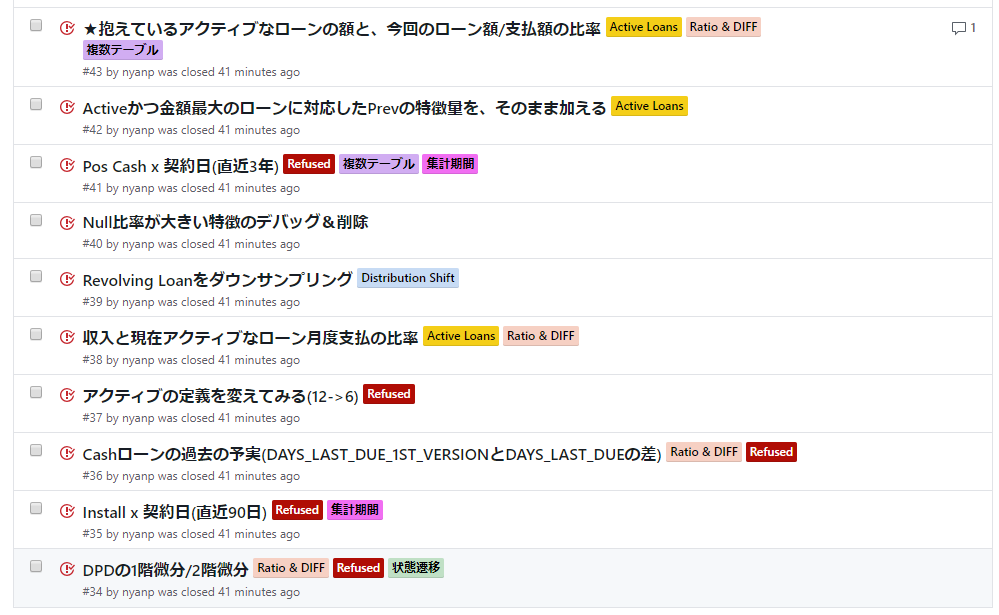 ★抱えているアクティブなローンの額と、今回のローン額/支払額の比率 Active Loans Ratio & DIFF 1
複数テーブル
#43 by nyanp was closed 41 minutes ago
Activeかつ金額最大のローンに対応したPrevの特徴量を、そのまま加える Active Loans
#42 by nyanp was closed 41 minutes ago
Pos Cash x 契約日(直近3年) Refused 複数テーブル 集計期間
#41 by nyanp was closed 41 minutes ago
Null比率が大きい特徴のデバッグ＆削除
#40 by nyanp was closed 41 minutes ago
Revolving Loanをダウンサンプリング Distribution Shift
#39 by nyanp was closed 41 minutes ago
収入と現在アクティブなローン月度支払の比率 Active Loans Ratio & DIFF
#38 by nyanp was closed 41 minutes ago
アクティブの定義を変えてみる(12->6) Refused
#37 by nyanp was closed 41 minutes ago
Cashローンの過去の予実(DAYS_LAST_DUE_1ST_VERSIONとDAYS_LAST_DUEの差) Ratio & DIFF Refused
#36 by nyanp was closed 41 minutes ago
Install x 契約日(直近90日) Refused 集計期間
#35 by nyanp was closed 41 minutes ago
DPDの1階微分/2階微分 Ratio & DIFF Refused 状態遷移
#34 by nyanp was closed 41 minutes ago